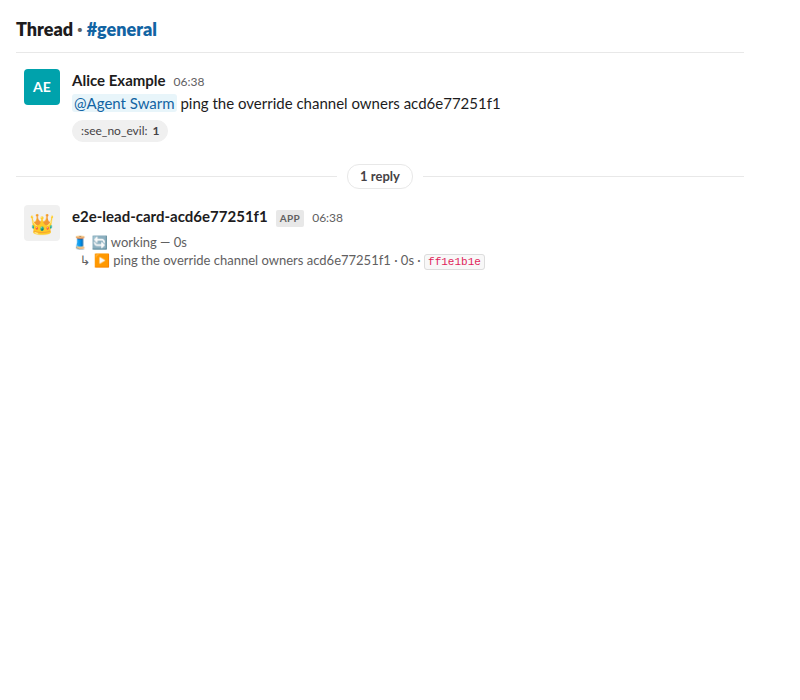 Thread • #general
AE
Alice Example 06:38
@Agent Swarm ping the override channel owners acd6e77251f1
:see_no_evil: 1
1 reply
e2e-lead-card-acd6e77251f1 APP 06:38
🧵 🔄 working — 0s
↳ ▶️ ping the override channel owners acd6e77251f1 · 0s · ff1e1b1e